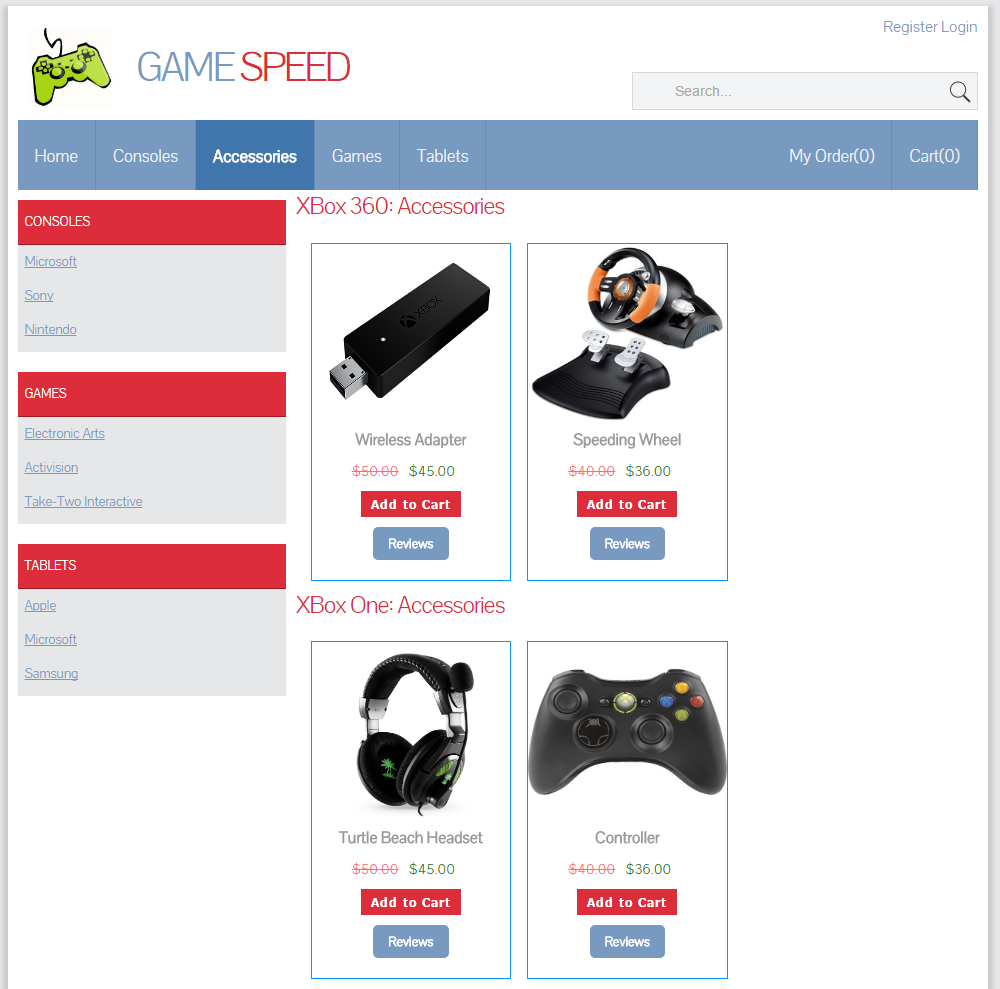 Register Login
GAME SPEED
Search...
Home Consoles Accessories Games Tablets My Order(0) Cart(0)
CONSOLES
Microsoft
Sony
Nintendo
GAMES
Electronic Arts
Activision
Take-Two Interactive
TABLETS
Apple
Microsoft
Samsung
XBox 360: Accessories
XBOX
Wireless Adapter
$50.00 $45.00
Add to Cart
Reviews
Speeding Wheel
$40.00 $36.00
Add to Cart
Reviews
XBox One: Accessories
Turtle Beach Headset
$50.00 $45.00
Add to Cart
Reviews
Controller
$40.00 $36.00
Add to Cart
Reviews